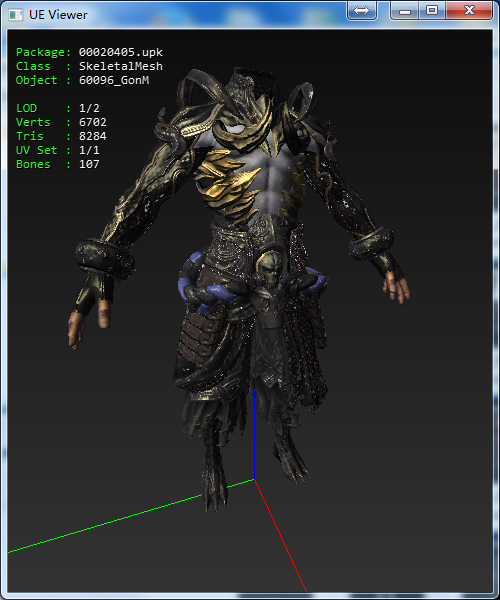 UE Viewer
Package: 00020405.upk
Class  : SkeletalMesh
Object : 60096_GonM
LOD    : 1/2
Verts  : 6702
Tris   : 8284
UV Set : 1/1
Bones  : 107